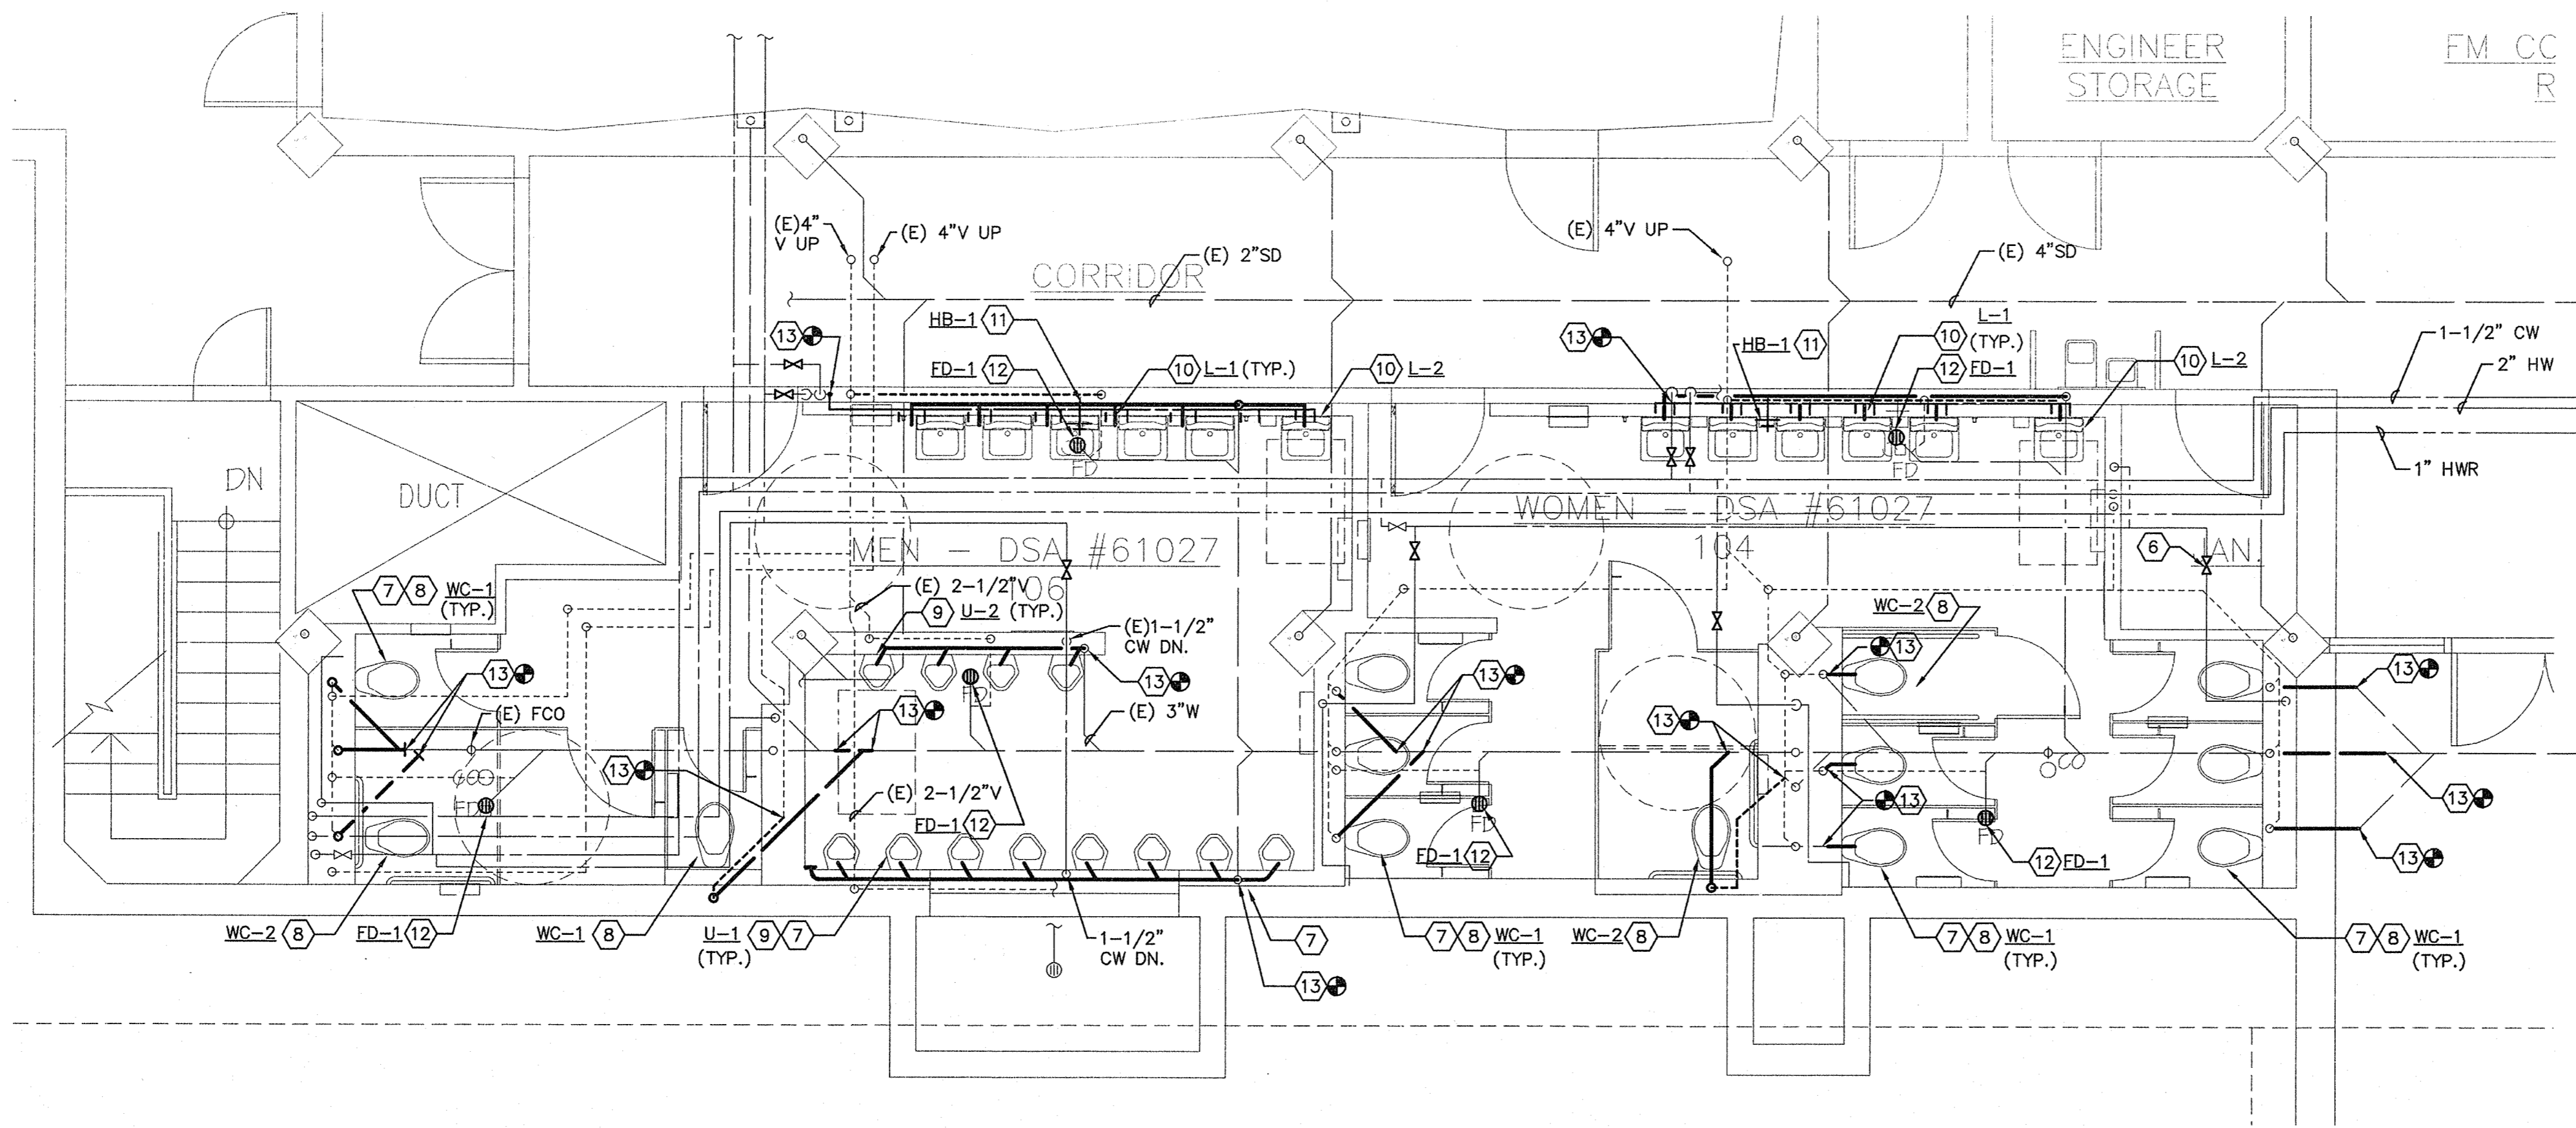 ENGINEER
STORAGE
FM CC
R
(E)4"
V UP
(E) 4"V UP
CORRIDOR
(E) 2"SD
(E) 4"V UP
(E) 4"SD
HB-1 11
13
FD-1 12
10 L-1 (TYP.)
10 L-2
13
HB-1 11
L-1
10 (TYP.)
12 FD-1
10 L-2
1-1/2" CW
2" HW
1" HWR
FD
FD
DN
DUCT
MEN - DSA #61027
106
WOMEN - DSA #61027
104
6
JAN.
7 8 WC-1
(TYP.)
(E) 2-1/2"V
9 U-2 (TYP.)
(E)1-1/2"
CW DN.
WC-2 8
13
13
13
13
13
13
(E) FCO
FD
13
(E) 3"W
13
13
13
13
FD
(E) 2-1/2"V
FD-1 12
FD
FD-1 12
FD
12 FD-1
13
WC-2 8
FD-1 12
WC-1 8
U-1 9 7
(TYP.)
1-1/2"
CW DN.
7
13
7 8 WC-1
(TYP.)
WC-2 8
7 8 WC-1
(TYP.)
7 8 WC-1
(TYP.)